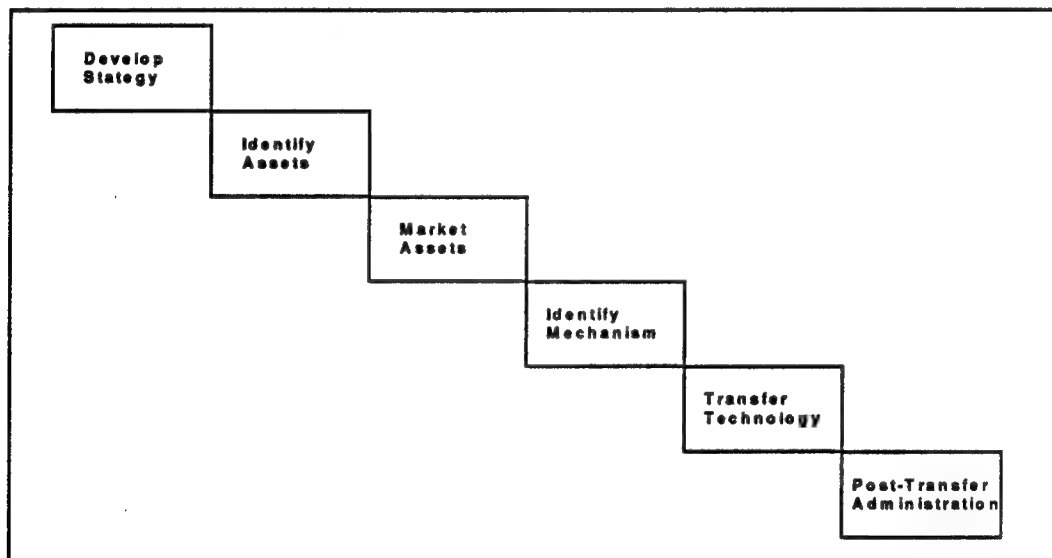 Develop
Stategy
Identify
Assets
Market
Assets
Identify
Mechanism
Transfer
Technology
Post-Transfer
Administration